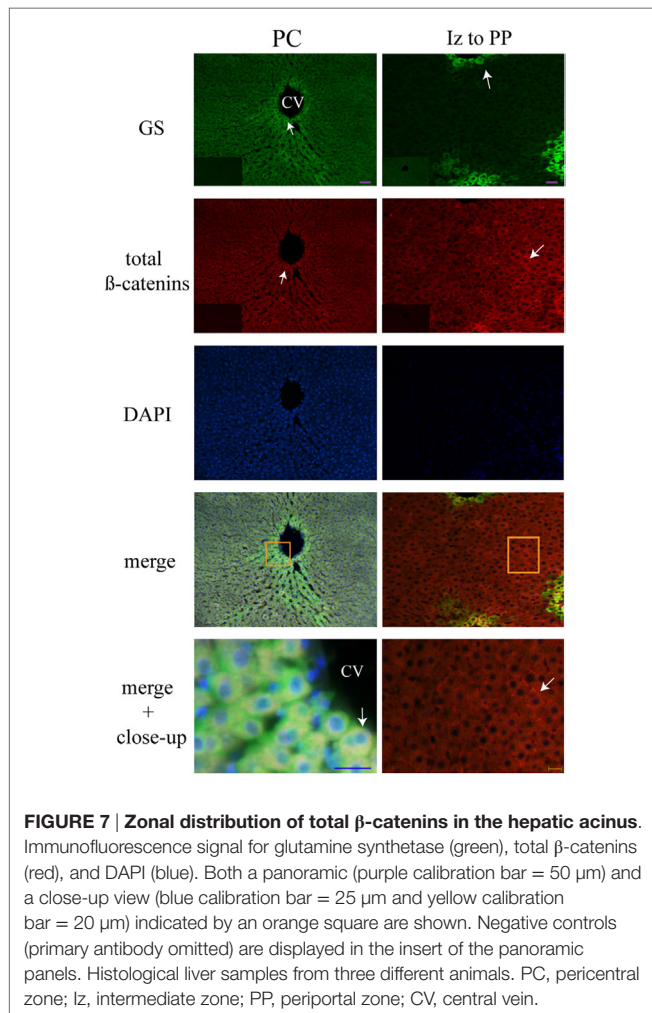 PC
Iz to PP
GS
CV
total
ß-catenins
DAPI
merge
merge
+
close-up
CV
FIGURE 7 | Zonal distribution of total β-catenins in the hepatic acinus.
Immunofluorescence signal for glutamine synthetase (green), total β-catenins
(red), and DAPI (blue). Both a panoramic (purple calibration bar = 50 μm) and
a close-up view (blue calibration bar = 25 μm and yellow calibration
bar = 20 μm) indicated by an orange square are shown. Negative controls
(primary antibody omitted) are displayed in the insert of the panoramic
panels. Histological liver samples from three different animals. PC, pericentral
zone; Iz, intermediate zone; PP, periportal zone; CV, central vein.